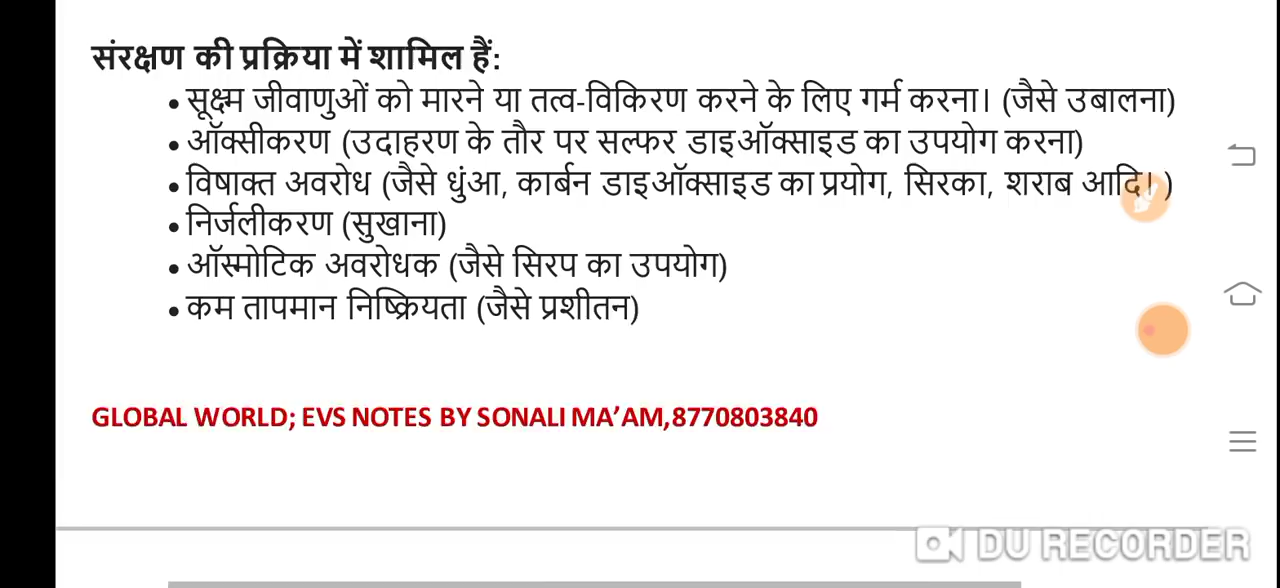 संरक्षण की प्रक्रिया में शामिल हैं:
• सूक्ष्म जीवाणुओं को मारने या तत्व-विकिरण करने के लिए गर्म करना। (जैसे उबालना)
• ऑक्सीकरण (उदाहरण के तौर पर सल्फर डाइऑक्साइड का उपयोग करना)
• विषाक्त अवरोध (जैसे धुंआ, कार्बन डाइऑक्साइड का प्रयोग, सिरका, शराब आदि। )
• निर्जलीकरण (सुखाना)
• ऑस्मोटिक अवरोधक (जैसे सिरप का उपयोग)
• कम तापमान निष्क्रियता (जैसे प्रशीतन)
GLOBAL WORLD; EVS NOTES BY SONALI MA’AM,8770803840
DU RECORDER